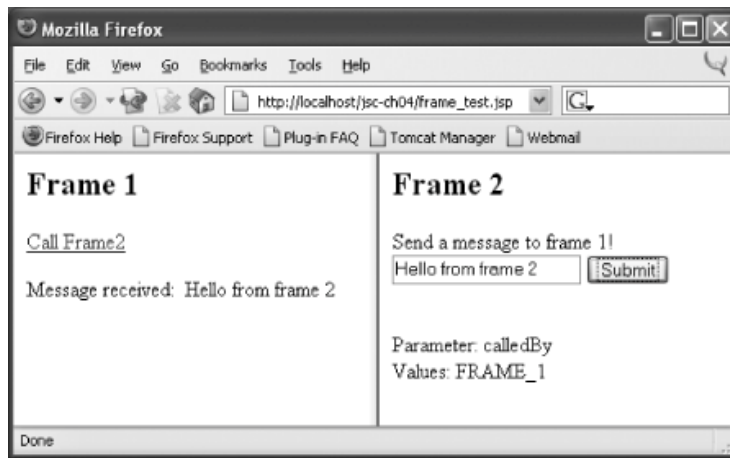 Mozilla Firefox
File Edit View Go Bookmarks Tools Help
http://localhost/jsc-ch04/frame_test.jsp G
Firefox Help Firefox Support Plug-in FAQ Tomcat Manager Webmail
Frame 1
Call Frame2
Message received: Hello from frame 2
Frame 2
Send a message to frame 1!
Hello from frame 2 Submit
Parameter: calledBy
Values: FRAME_1
Done